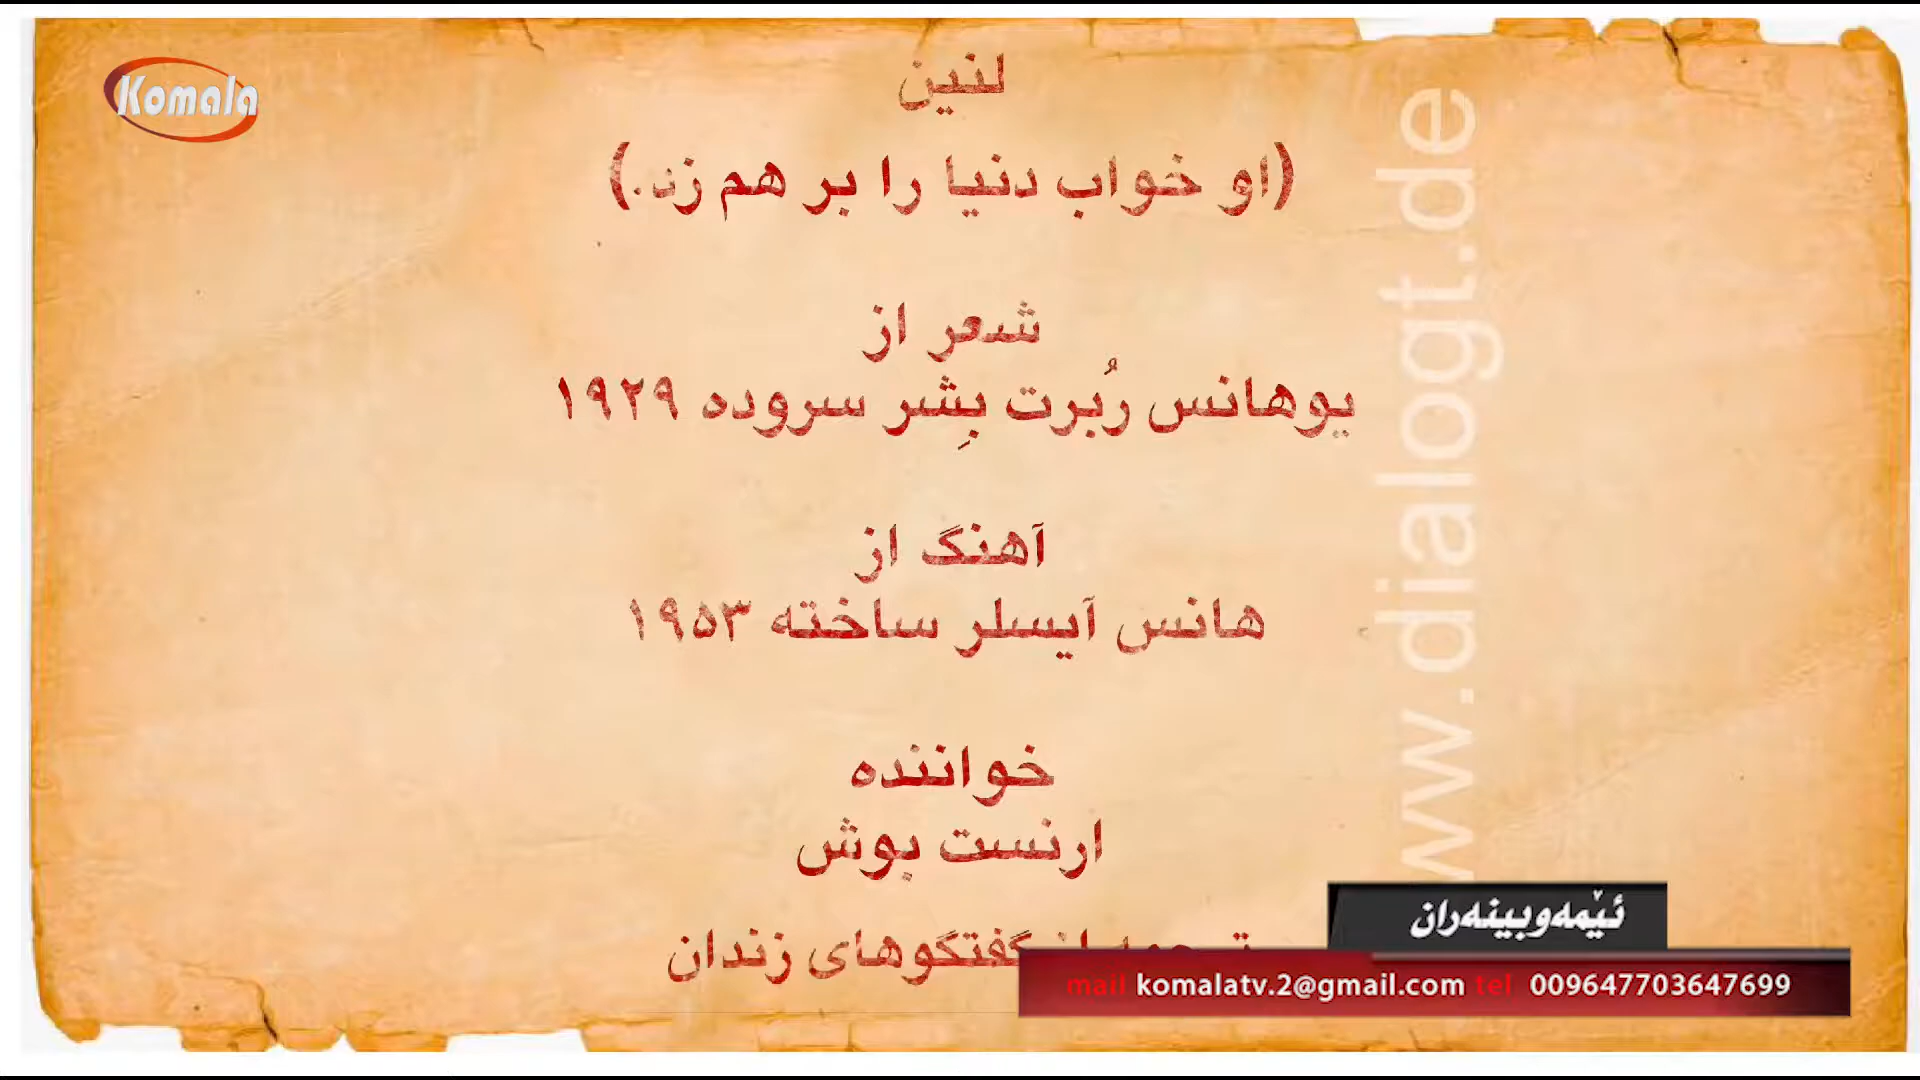 Komala
لنین
(او خواب دنیا را بر هم زد.)
شعر از
یوهانس رُبرت بِشر سروده ۱۹۲۹
آهنگ از
هانس آیسلر ساخته ۱۹۵۳
خواننده
ارنست بوش
گفتگوهای زندان
ww.dialogt.de
ئێمەوبینەران
mail komalatv.2@gmail.com tel 009647703647699